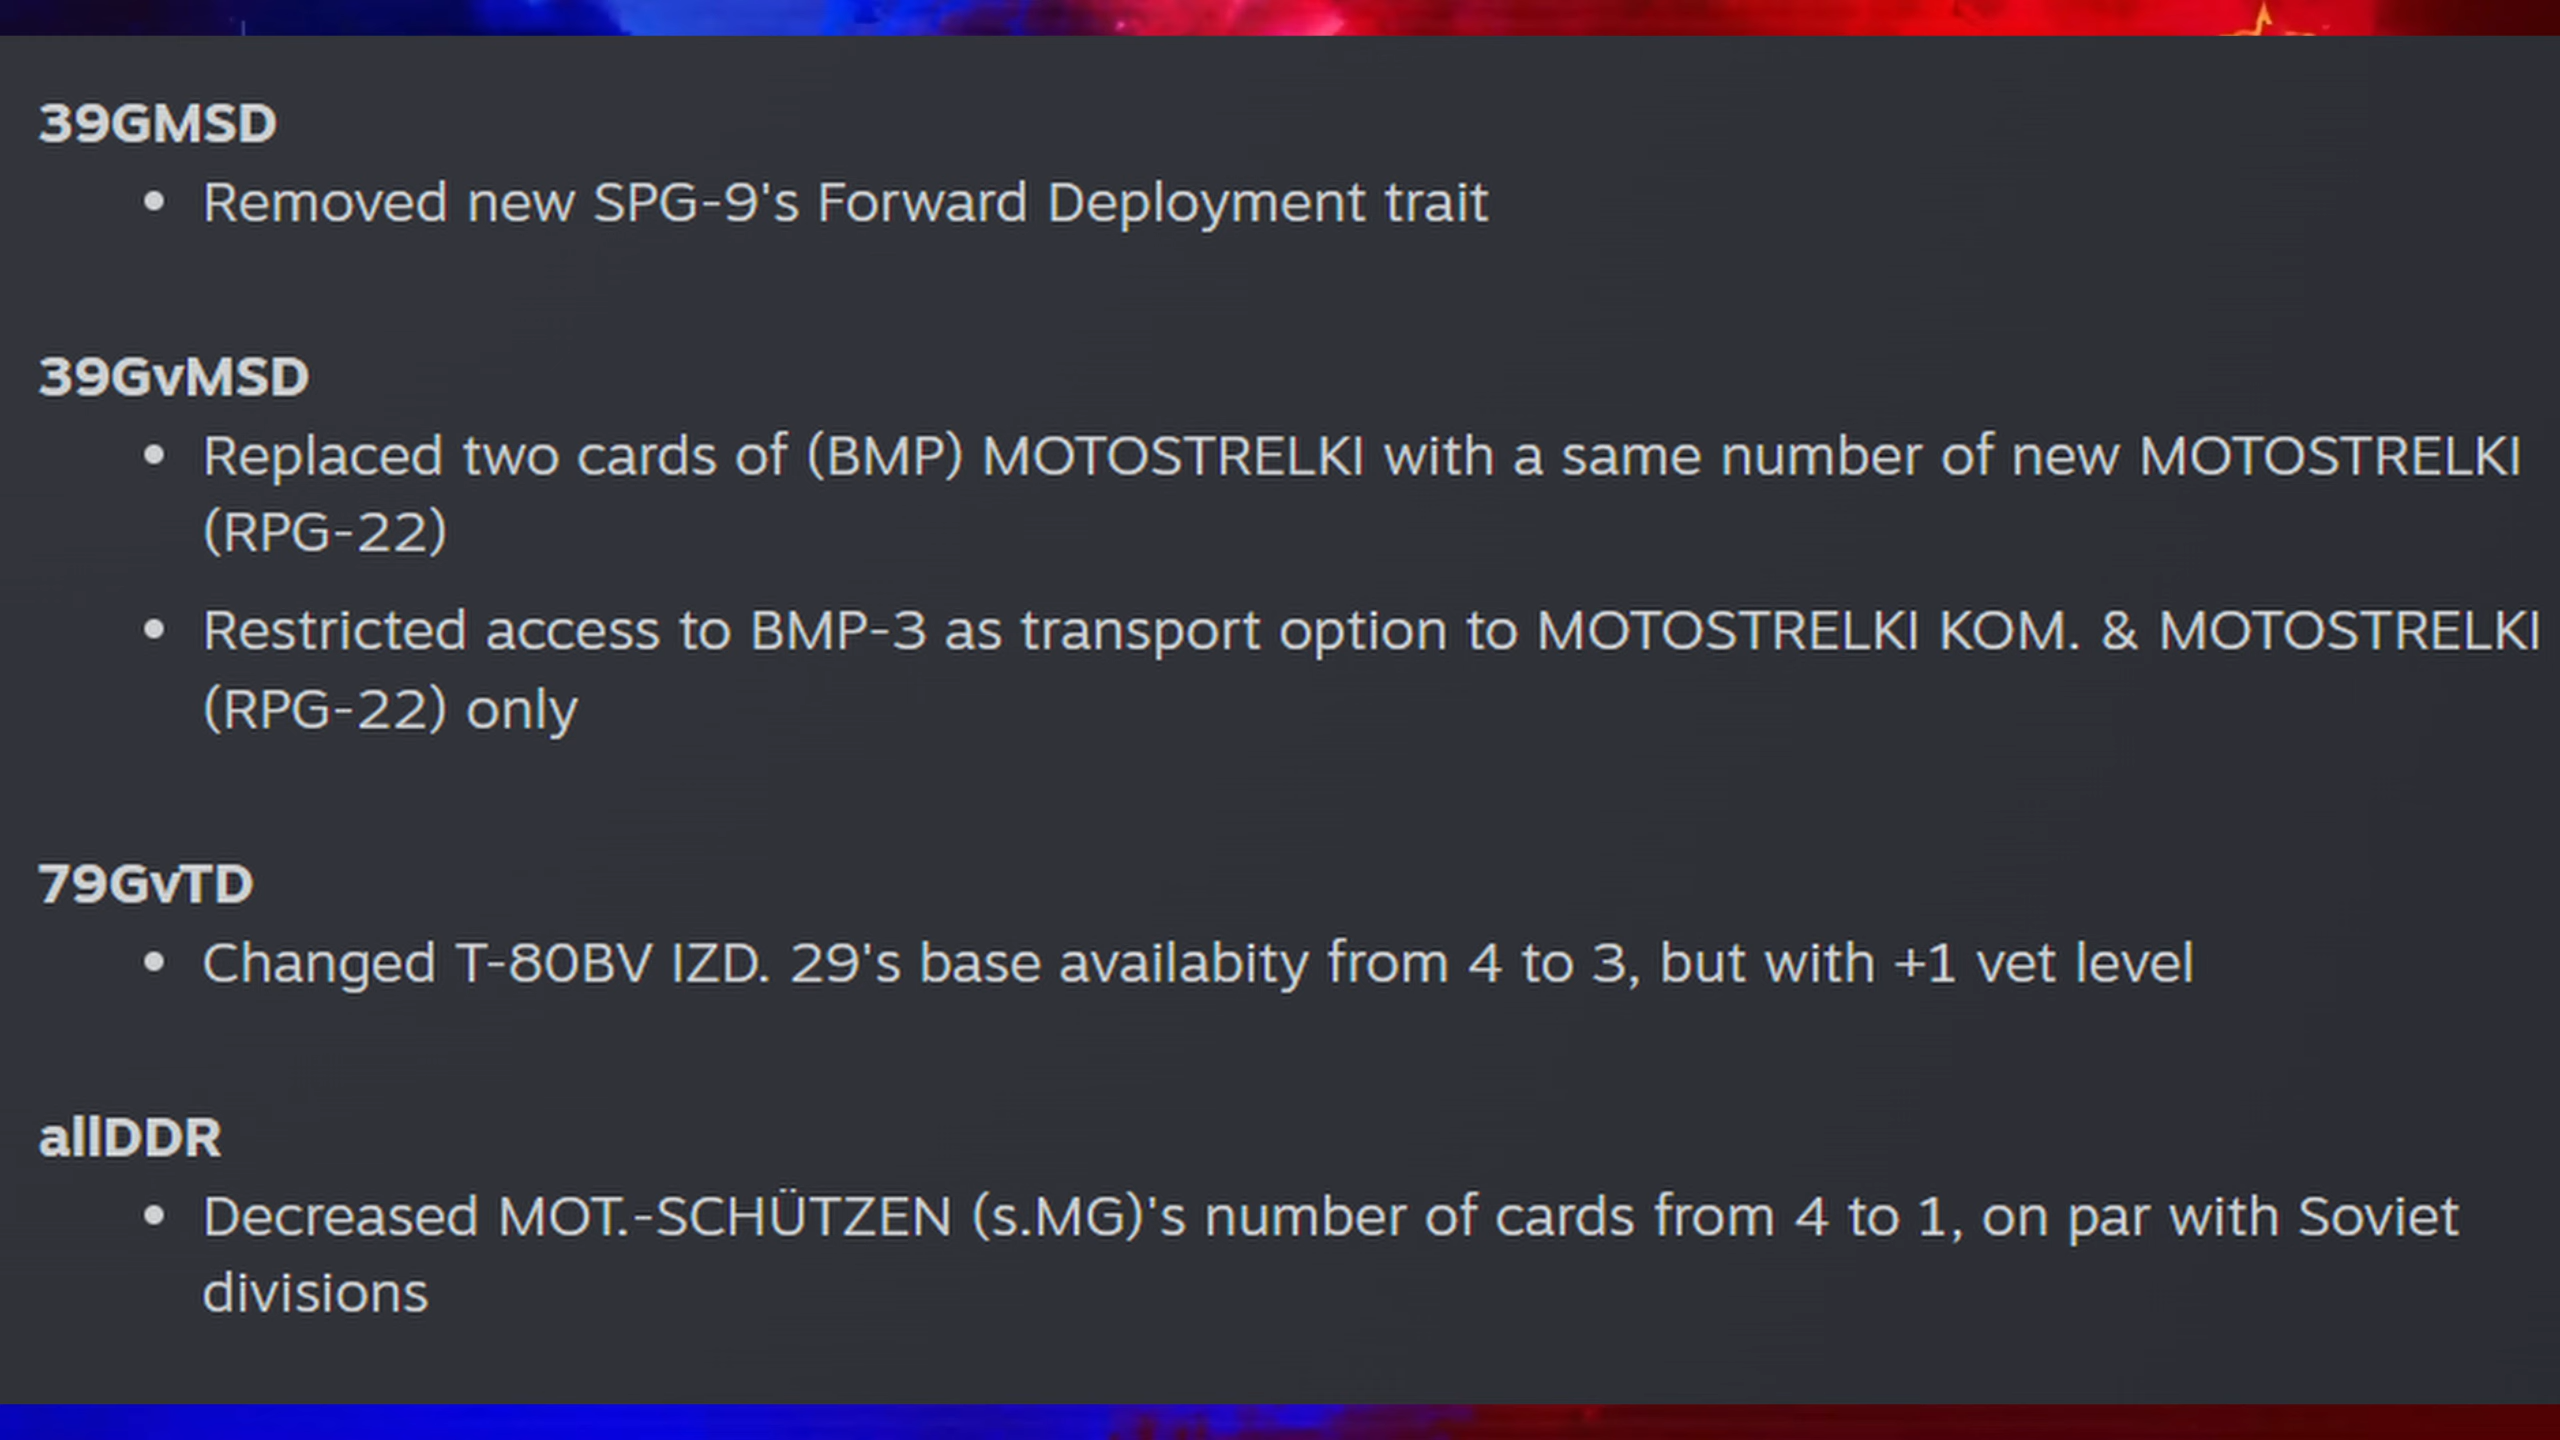 39GMSD
• Removed new SPG-9's Forward Deployment trait
39GvMSD
• Replaced two cards of (BMP) MOTOSTRELKI with a same number of new MOTOSTRELKI
(RPG-22)
• Restricted access to BMP-3 as transport option to MOTOSTRELKI KOM. & MOTOSTRELKI
(RPG-22) only
79GvTD
• Changed T-80BV IZD. 29's base availabity from 4 to 3, but with +1 vet level
allDDR
• Decreased MOT.-SCHÜTZEN (s.MG)'s number of cards from 4 to 1, on par with Soviet
divisions